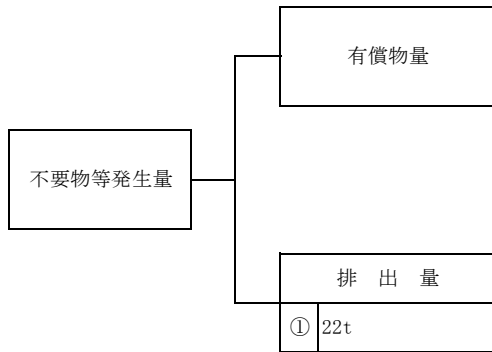 有償物量
不要物等発生量
排 出 量
① 22t